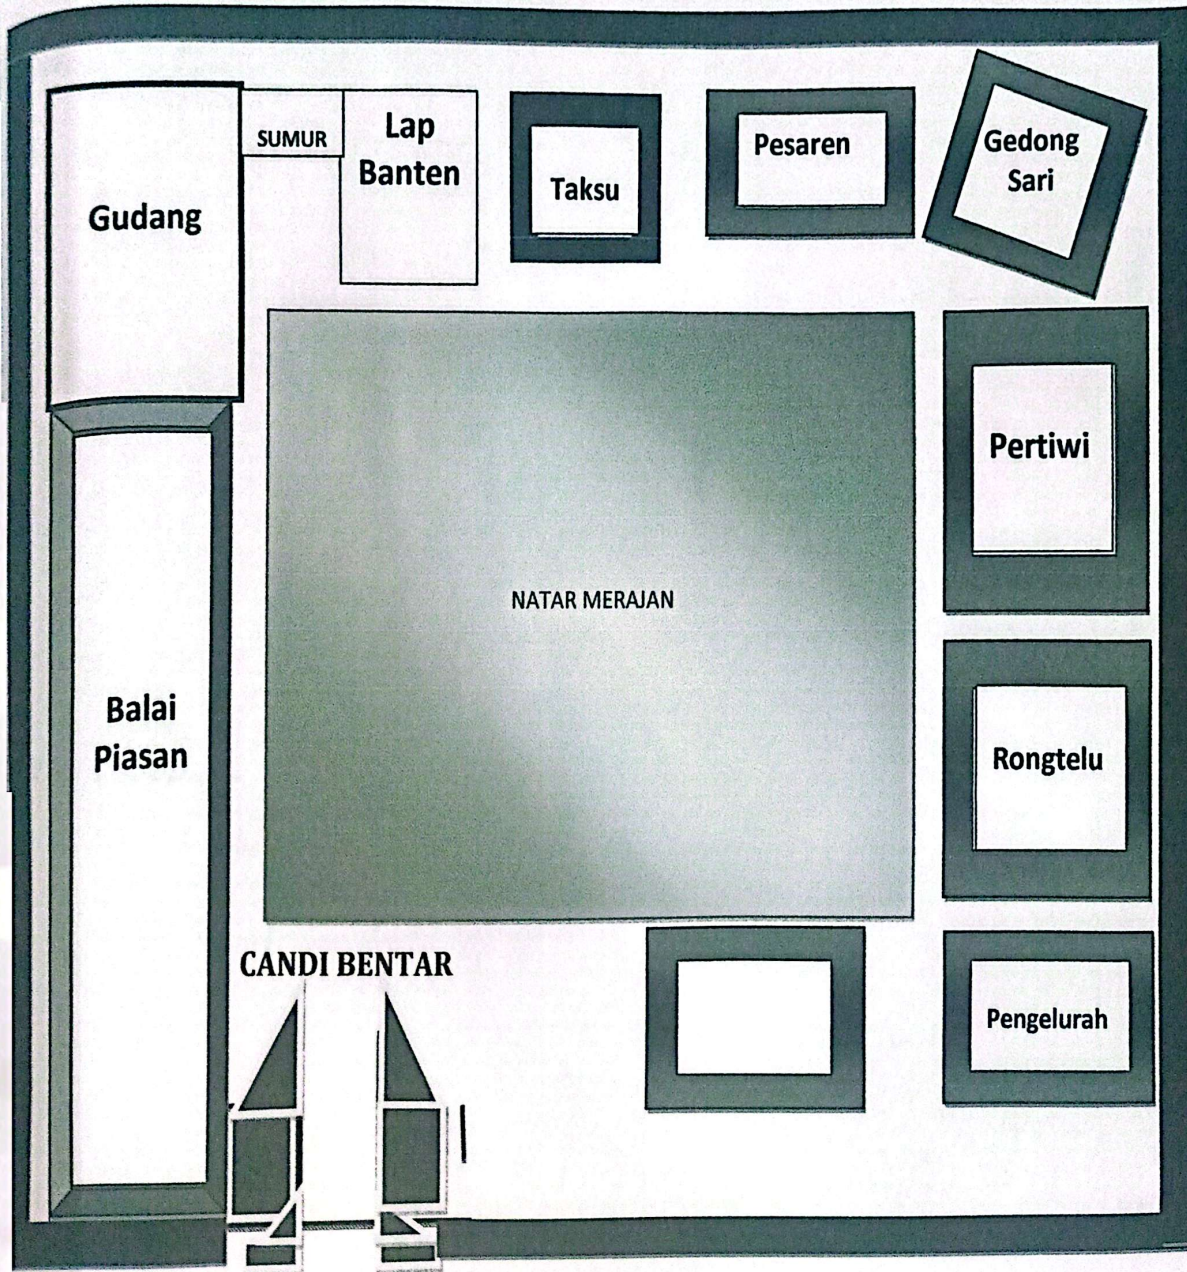 SUMUR
Lap
Banten
Taksu
Pesaren
Gedong
Sari
Gudang
Pertiwi
NATAR MERAJAN
Balai
Piasan
Rongtelu
CANDI BENTAR
Pengelurah